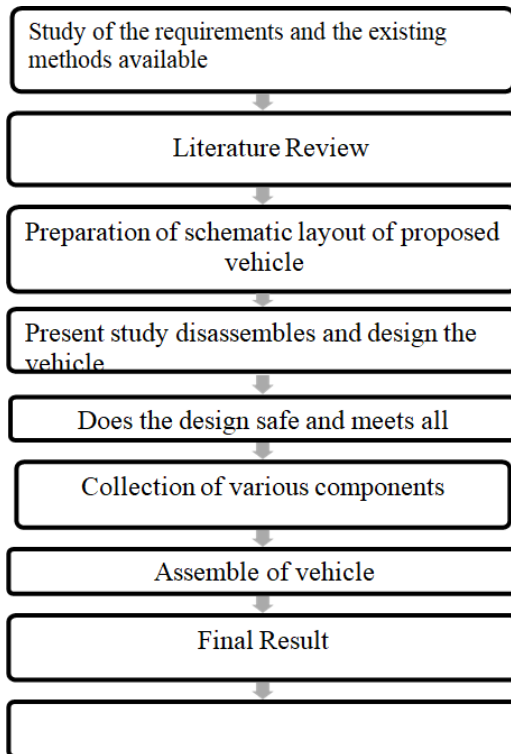 Study of the requirements and the existing
methods available
Literature Review
Preparation of schematic layout of proposed
vehicle
Present study disassembles and design the
vehicle
Does the design safe and meets all
Collection of various components
Assemble of vehicle
Final Result